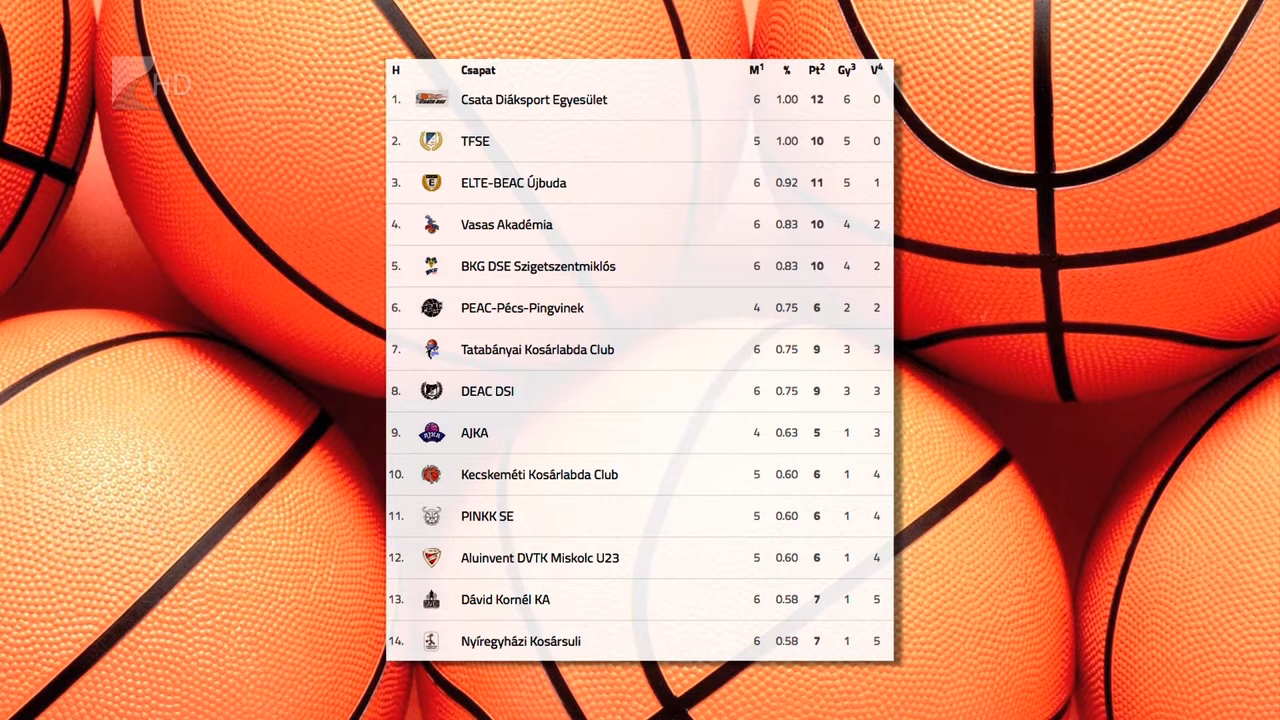 HD
H Csapat M¹ % Pt² Gy³ V⁴
1. Csata Diáksport Egyesület 6 1.00 12 6 0
2. TFSE 5 1.00 10 5 0
3. ELTE-BEAC Újbuda 6 0.92 11 5 1
4. Vasas Akadémia 6 0.83 10 4 2
5. BKG DSE Szigetszentmiklós 6 0.83 10 4 2
6. PEAC-Pécs-Pingvinek 4 0.75 6 2 2
7. Tatabányai Kosárlabda Club 6 0.75 9 3 3
8. DEAC DSI 6 0.75 9 3 3
9. AJKA AJKA 4 0.63 5 1 3
10. Kecskeméti Kosárlabda Club 5 0.60 6 1 4
11. PINKK SE 5 0.60 6 1 4
12. Aluinvent DVTK Miskolc U23 5 0.60 6 1 4
13. Dávid Kornél KA 6 0.58 7 1 5
14. Nyíregyházi Kosársuli 6 0.58 7 1 5